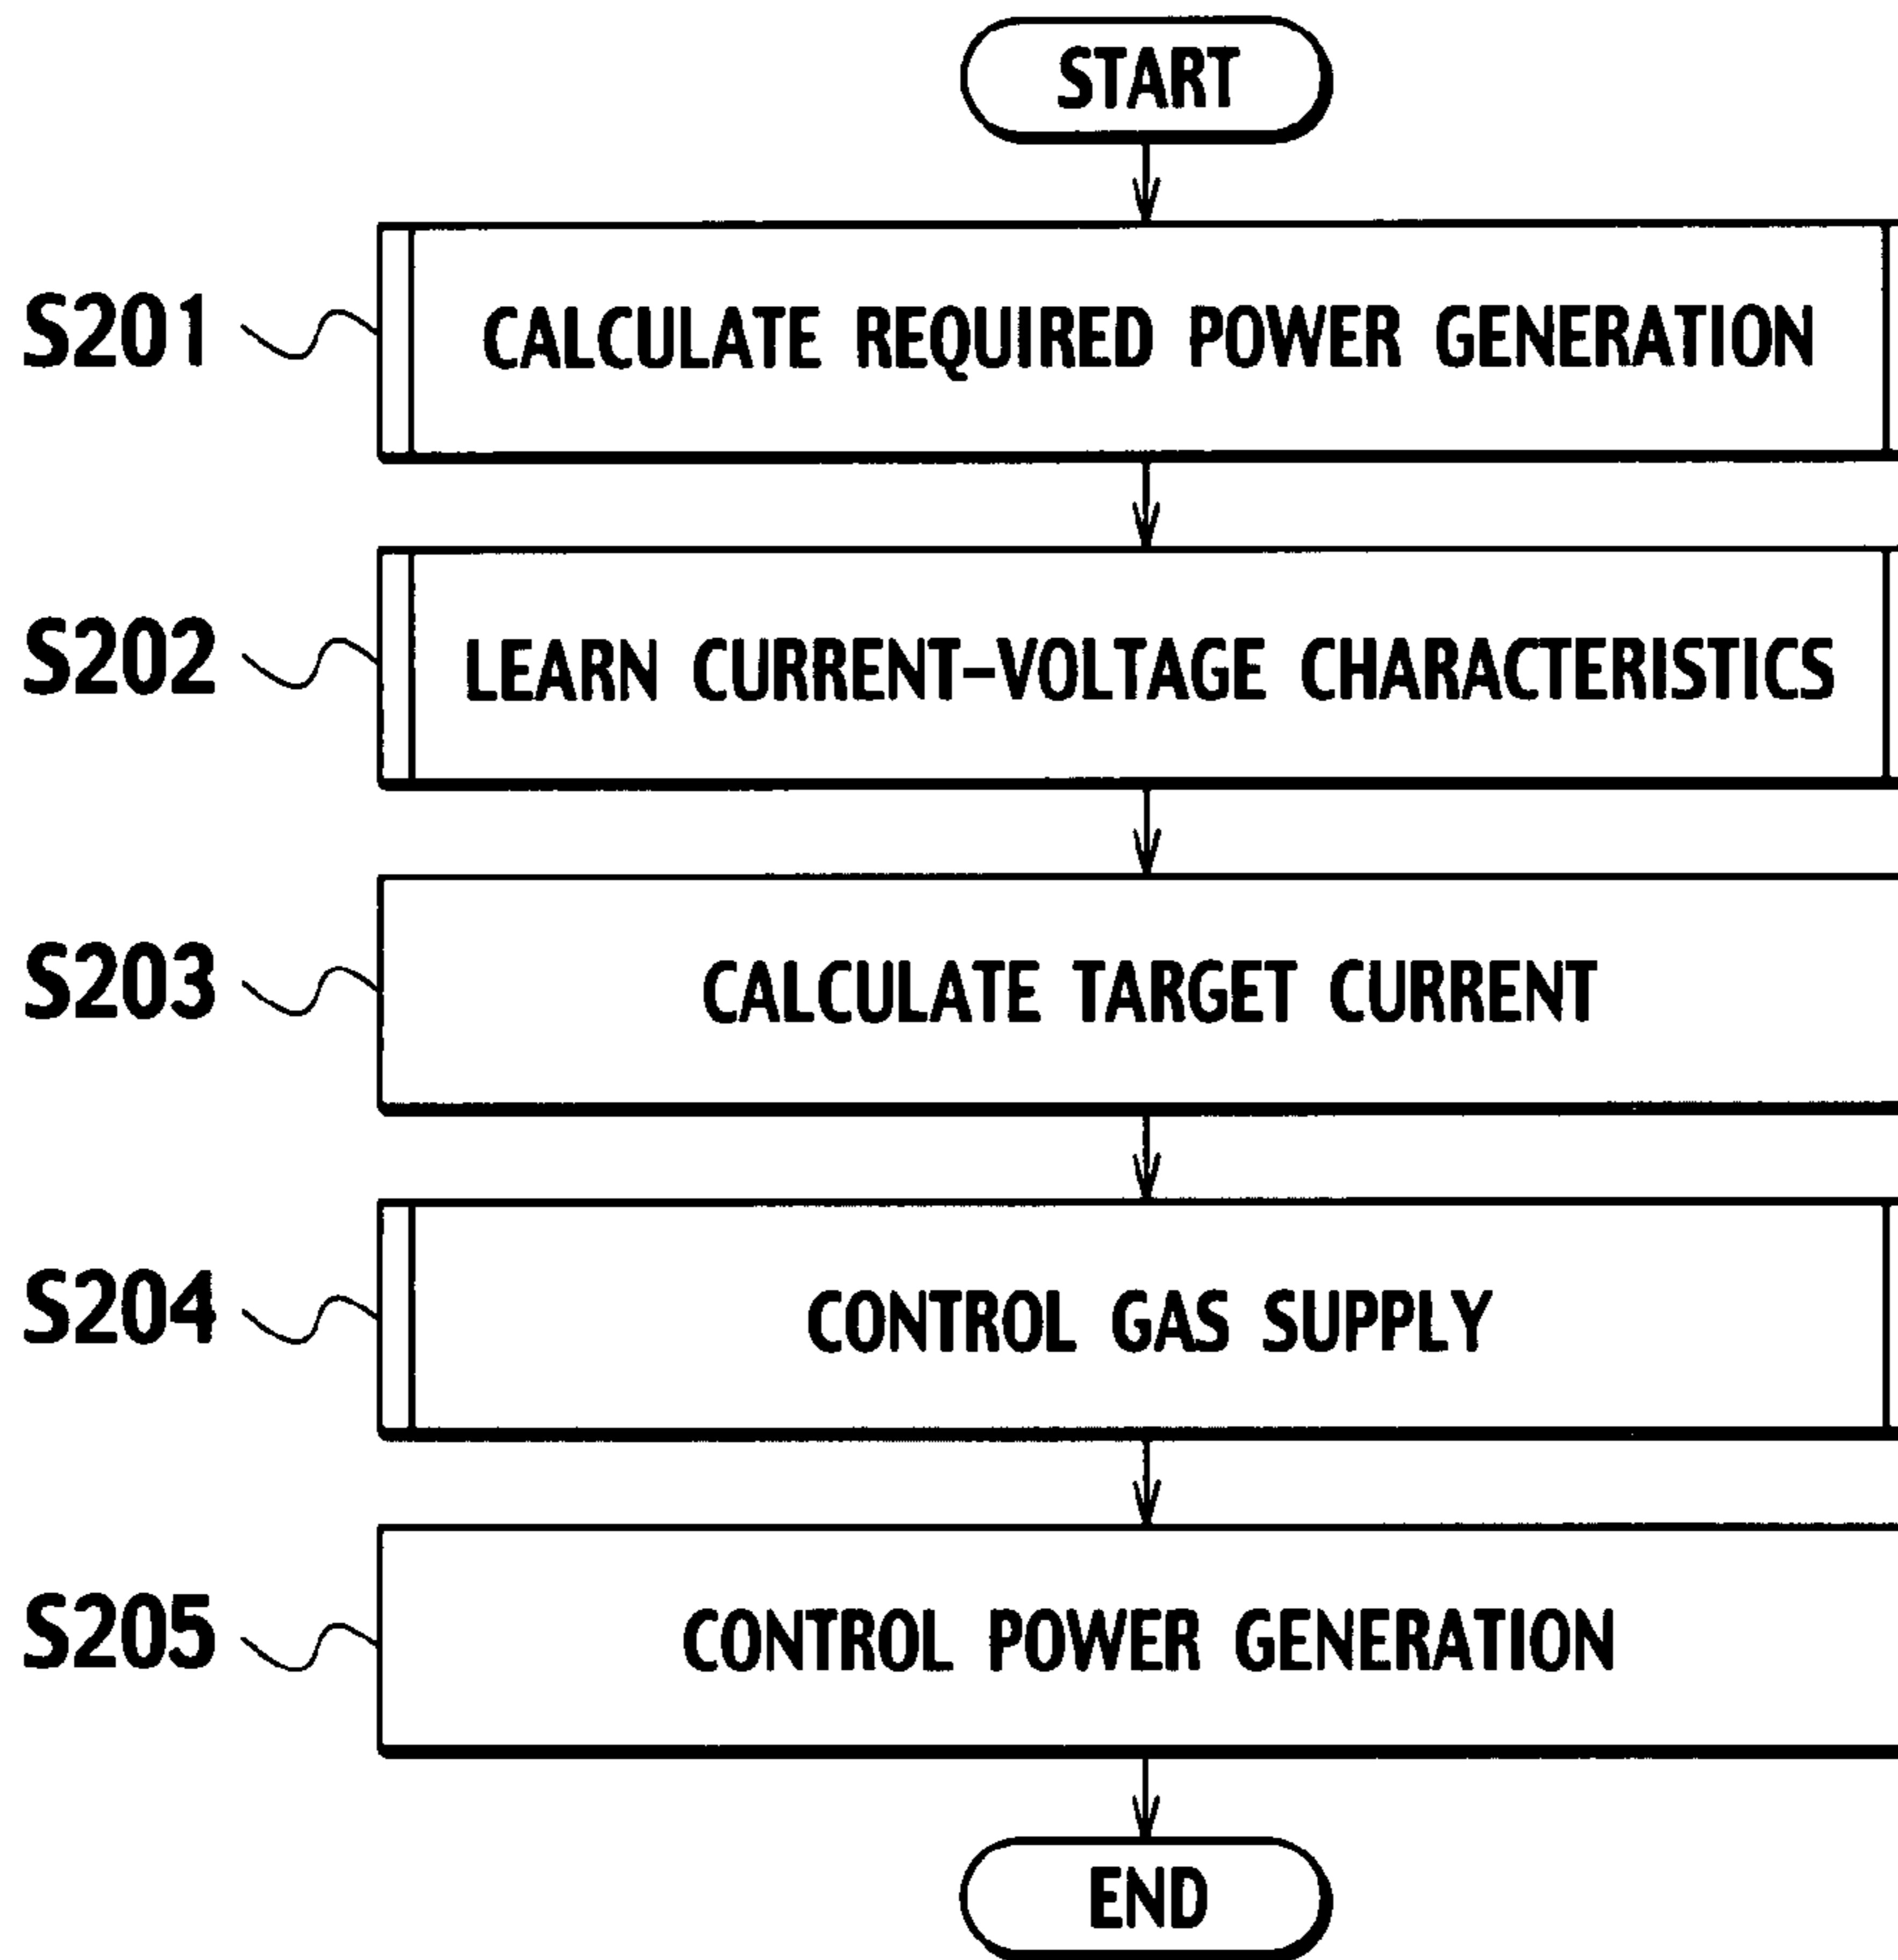 START
S201 CALCULATE REQUIRED POWER GENERATION
S202 LEARN CURRENT-VOLTAGE CHARACTERISTICS
S203 CALCULATE TARGET CURRENT
S204 CONTROL GAS SUPPLY
S205 CONTROL POWER GENERATION
END